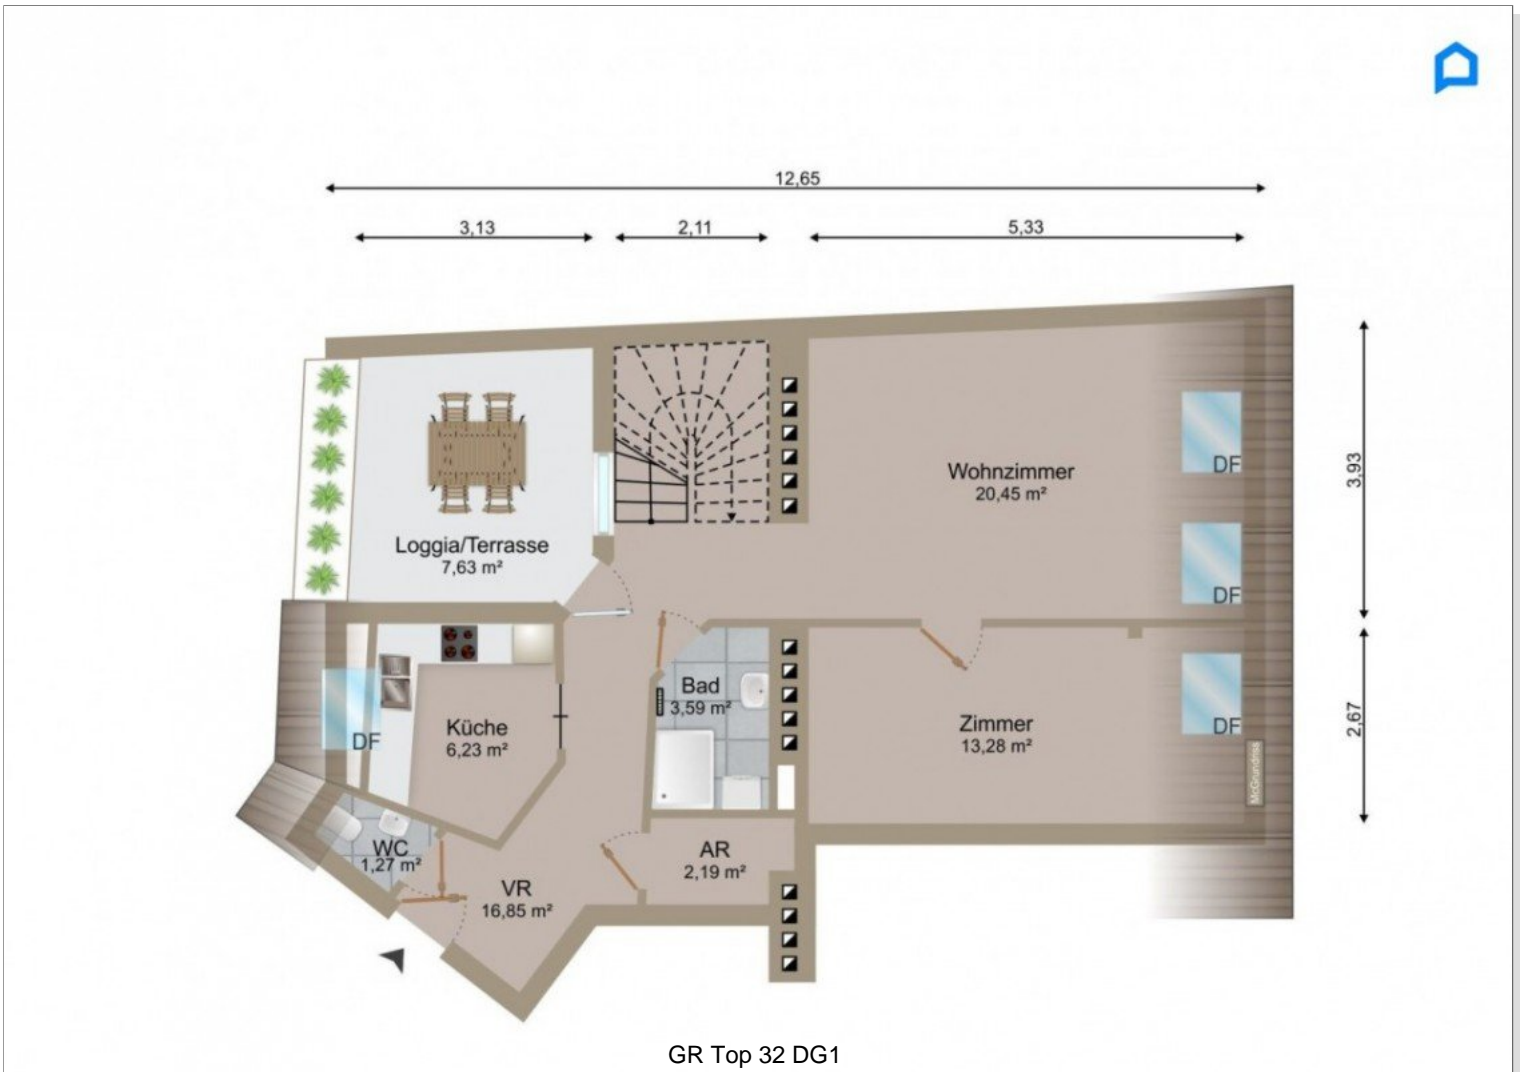 12,65
3,13
2,11
5,33
3,93
2,67
Wohnzimmer
20,45 m²
DF
DF
Loggia/Terrasse
7,63 m²
Bad
3,59 m²
Küche
6,23 m²
DF
Zimmer
13,28 m²
DF
McGrundriss
WC
1,27 m²
AR
2,19 m²
VR
16,85 m²
GR Top 32 DG1